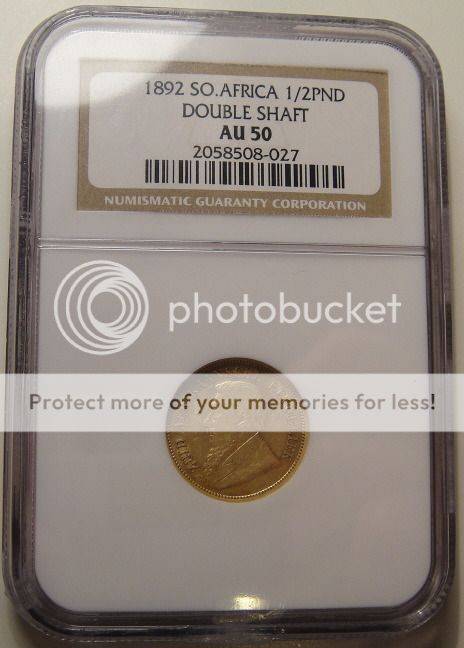 1892 SO.AFRICA 1/2PND
DOUBLE SHAFT
AU 50
2058508-027
NUMISMATIC GUARANTY CORPORATION
photobucket
Protect more of your memories for less!